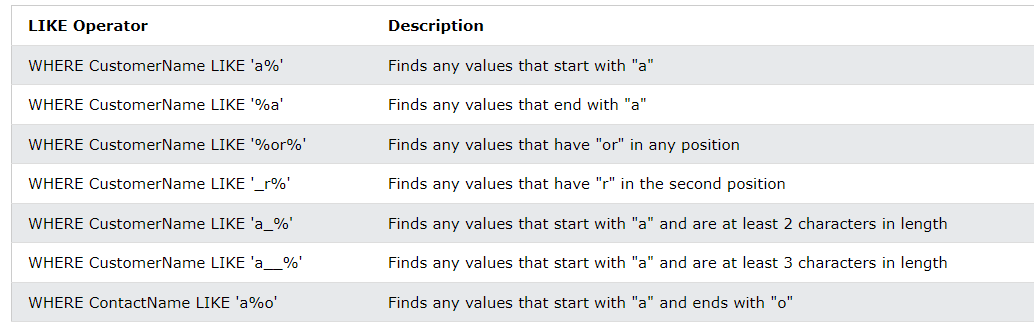 LIKE Operator Description
WHERE CustomerName LIKE 'a%' Finds any values that start with "a"
WHERE CustomerName LIKE '%a' Finds any values that end with "a"
WHERE CustomerName LIKE '%or%' Finds any values that have "or" in any position
WHERE CustomerName LIKE '_r%' Finds any values that have "r" in the second position
WHERE CustomerName LIKE 'a_%' Finds any values that start with "a" and are at least 2 characters in length
WHERE CustomerName LIKE 'a__%' Finds any values that start with "a" and are at least 3 characters in length
WHERE ContactName LIKE 'a%o' Finds any values that start with "a" and ends with "o"